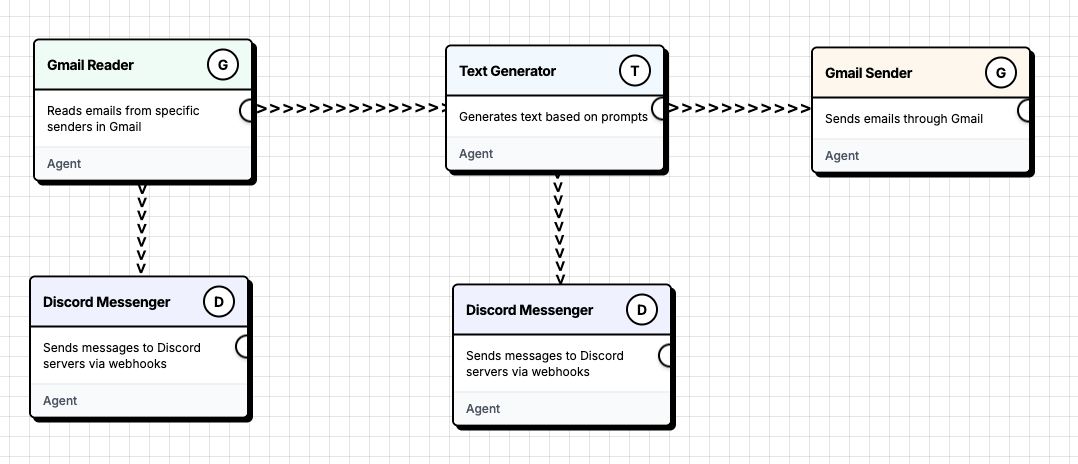 Gmail Reader
G
Reads emails from specific
senders in Gmail
Agent
>>>>>>>>>>>>>>>
Text Generator
T
Generates text based on prompts
Agent
>>>>>>>>>>>
Gmail Sender
G
Sends emails through Gmail
Agent
Discord Messenger
D
Sends messages to Discord
servers via webhooks
Agent
Discord Messenger
D
Sends messages to Discord
servers via webhooks
Agent